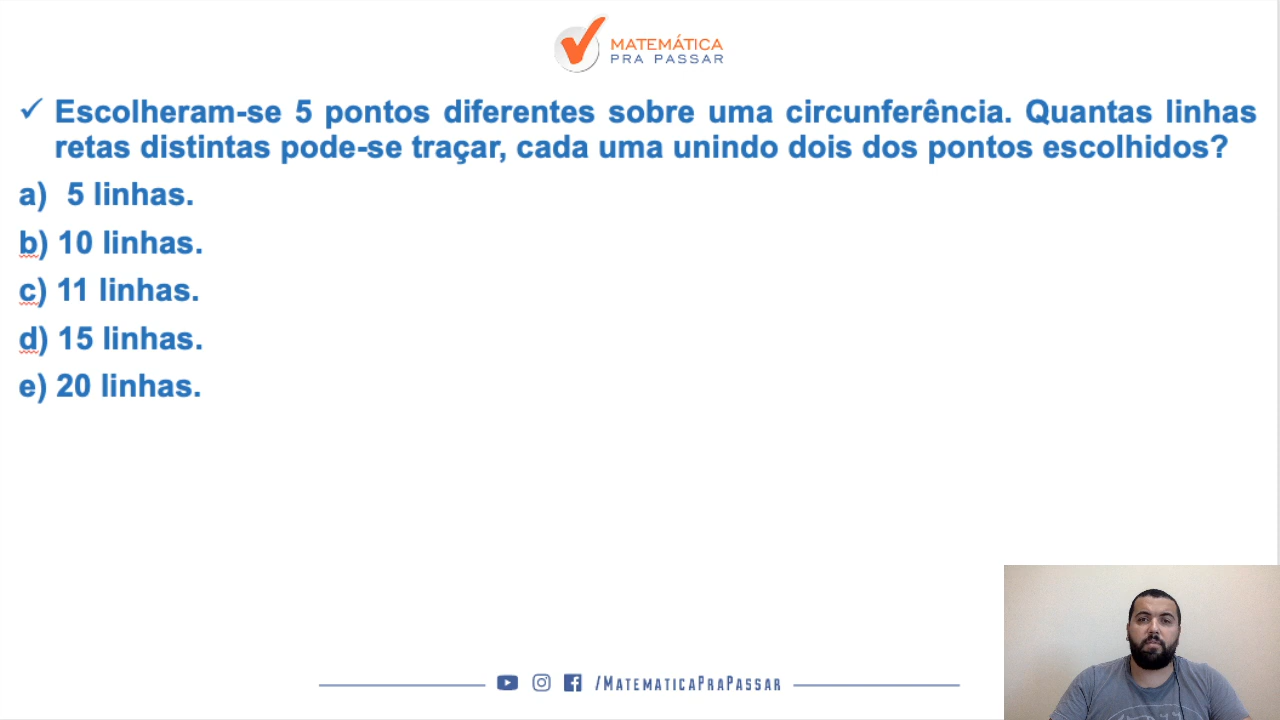 MATEMÁTICA
PRA PASSAR
✓ Escolheram-se 5 pontos diferentes sobre uma circunferência. Quantas linhas
retas distintas pode-se traçar, cada uma unindo dois dos pontos escolhidos?
a) 5 linhas.
b) 10 linhas.
c) 11 linhas.
d) 15 linhas.
e) 20 linhas.
/MATEMATICAPRAPASSAR